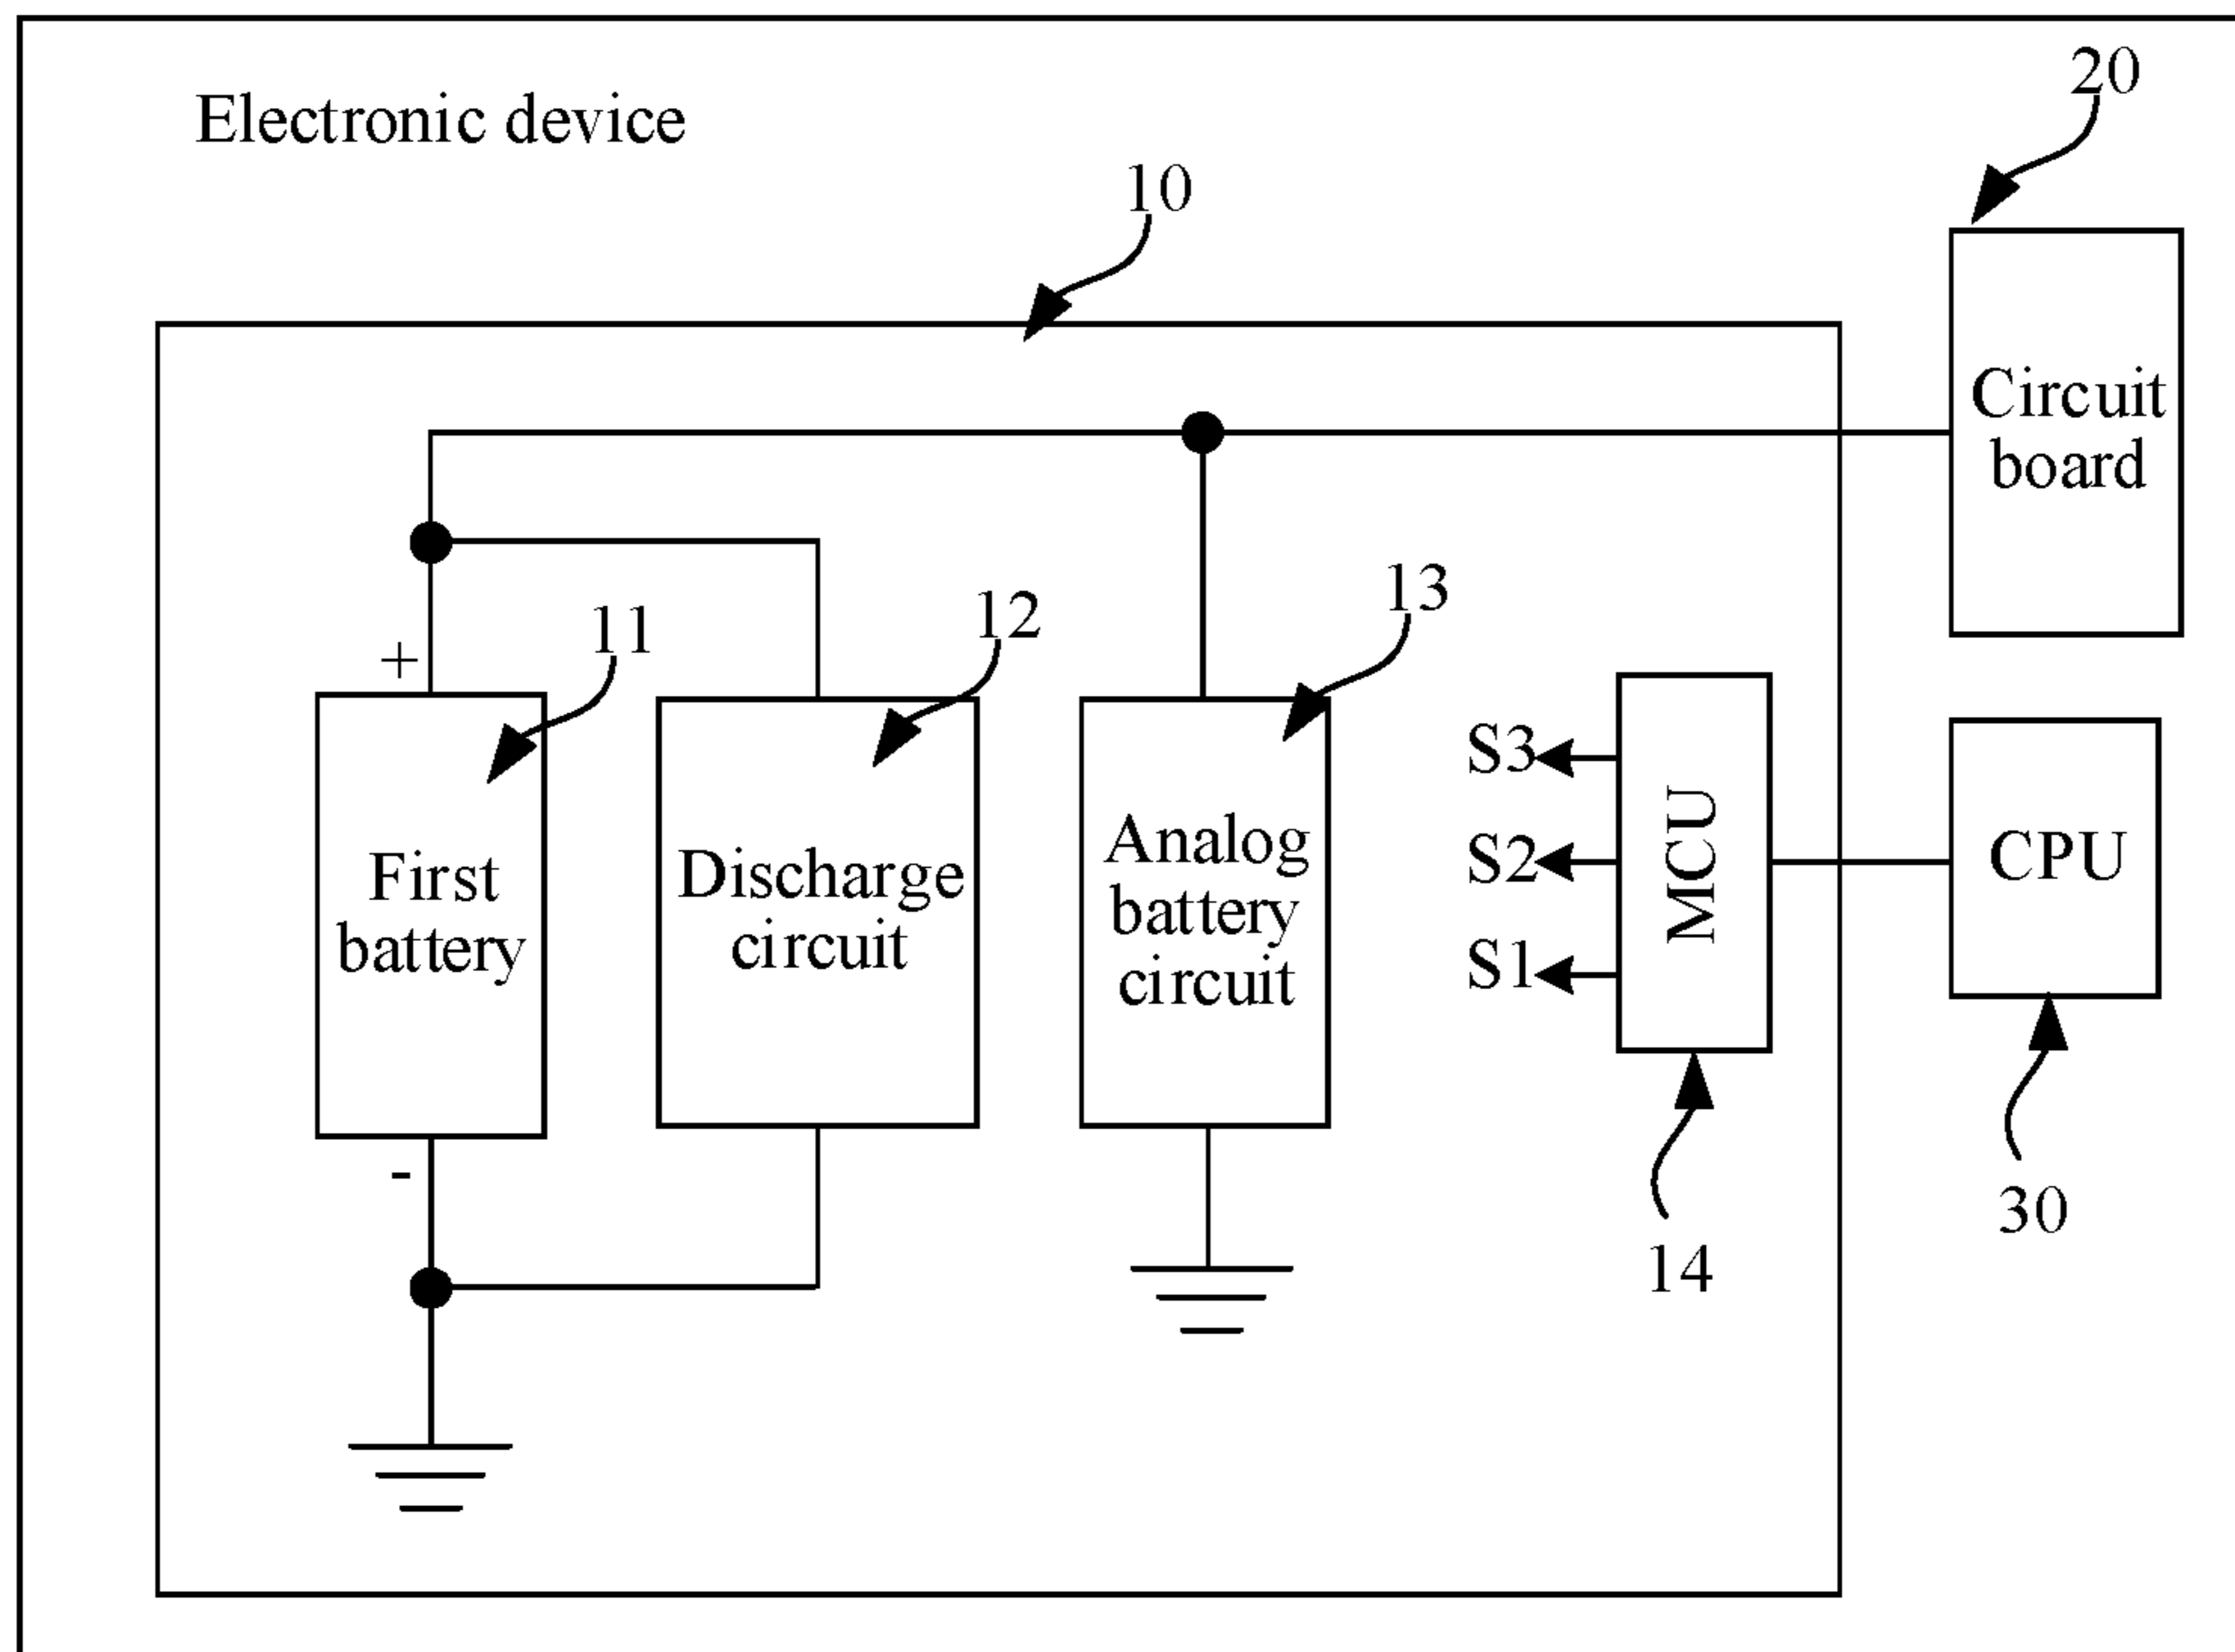 Electronic device
20
10
Circuit
board
+
11
12
13
First
battery
Discharge
circuit
Analog
battery
circuit
S3
S2
S1
MCU
CPU
-
14
30